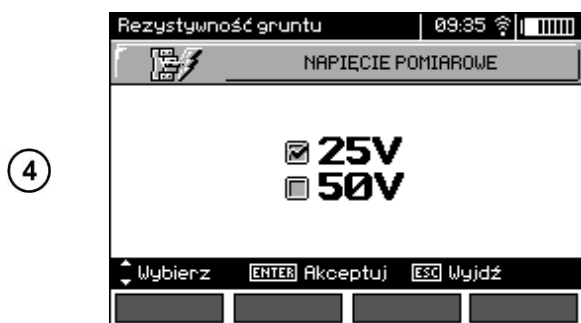 Rezystywność gruntu 09:35
NAPIĘCIE POMIAROWE
25V
50V
4
Wybierz ENTER Akceptuj ESC Wyjdź